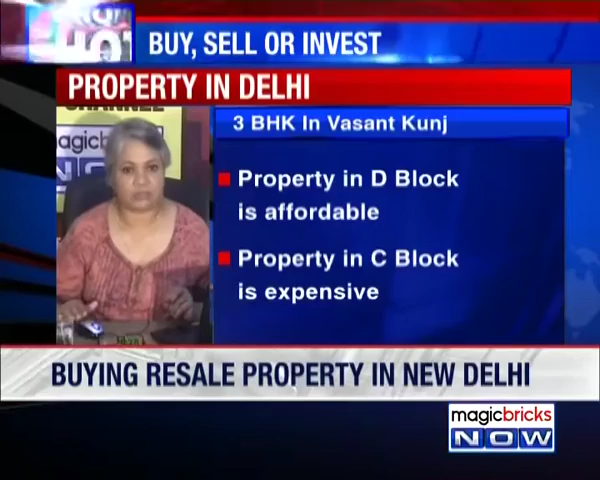 BUY, SELL OR INVEST
PROPERTY IN DELHI
3 BHK In Vasant Kunj
Property in D Block
is affordable
Property in C Block
is expensive
BUYING RESALE PROPERTY IN NEW DELHI
magicbricks
NOW